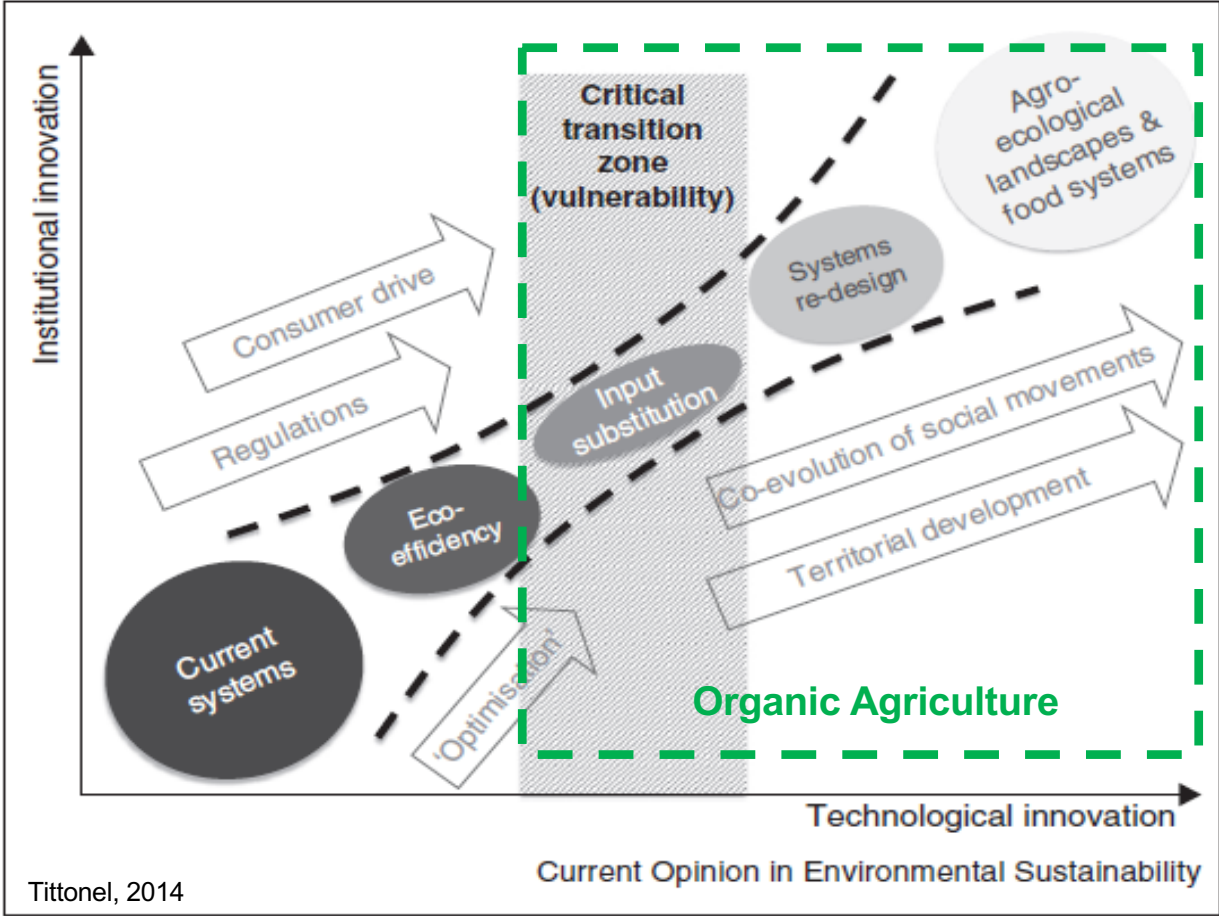 Institutional innovation
Critical
transition
zone
(vulnerability)
Agro-
ecological
landscapes &
food systems
Systems
re-design
Consumer drive
Regulations
Input
substitution
Eco-
efficiency
Current
systems
'Optimisation'
Co-evolution of social movements
Territorial development
Organic Agriculture
Technological innovation
Current Opinion in Environmental Sustainability
Tittonel, 2014